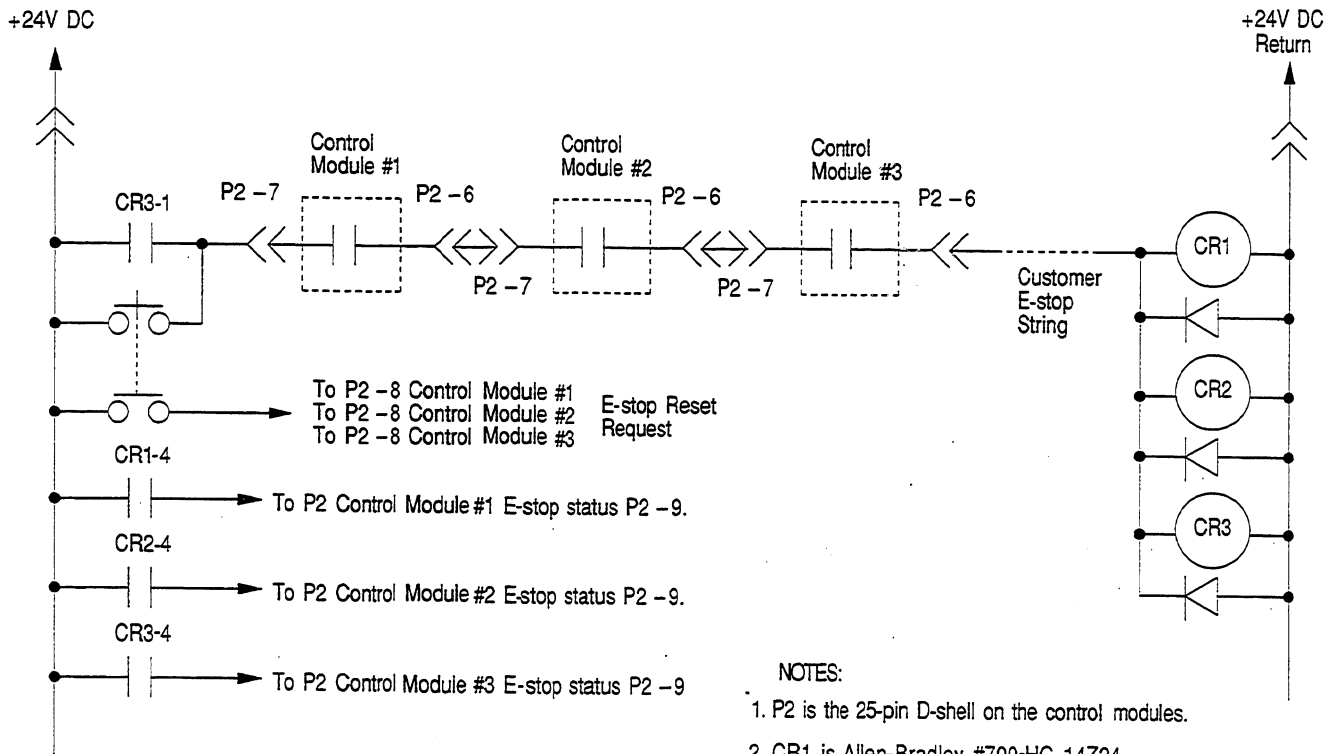 +24V DC
+24V DC
Return
Control
Module #1
Control
Module #2
Control
Module #3
CR3-1
P2 -7
P2 -6
P2 -6
P2 -6
P2 -7
P2 -7
CR1
Customer
E-stop
String
CR2
To P2 -8 Control Module #1
To P2 -8 Control Module #2
To P2 -8 Control Module #3
E-stop Reset
Request
CR1-4
To P2 Control Module #1 E-stop status P2 -9.
CR3
CR2-4
To P2 Control Module #2 E-stop status P2 -9.
CR3-4
To P2 Control Module #3 E-stop status P2 -9
NOTES:
1. P2 is the 25-pin D-shell on the control modules.
2. CR1 is Allen-Bradley #700-HC 14Z24